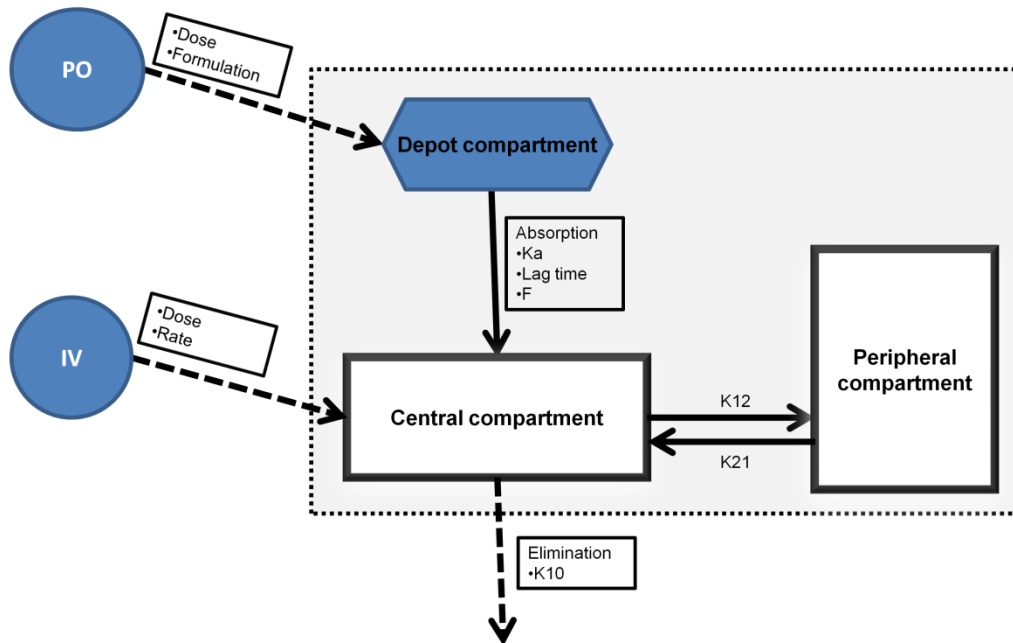 PO
•Dose
•Formulation
Depot compartment
Absorption
•Ka
•Lag time
•F
IV
•Dose
•Rate
Central compartment
K12
K21
Peripheral
compartment
Elimination
•K10